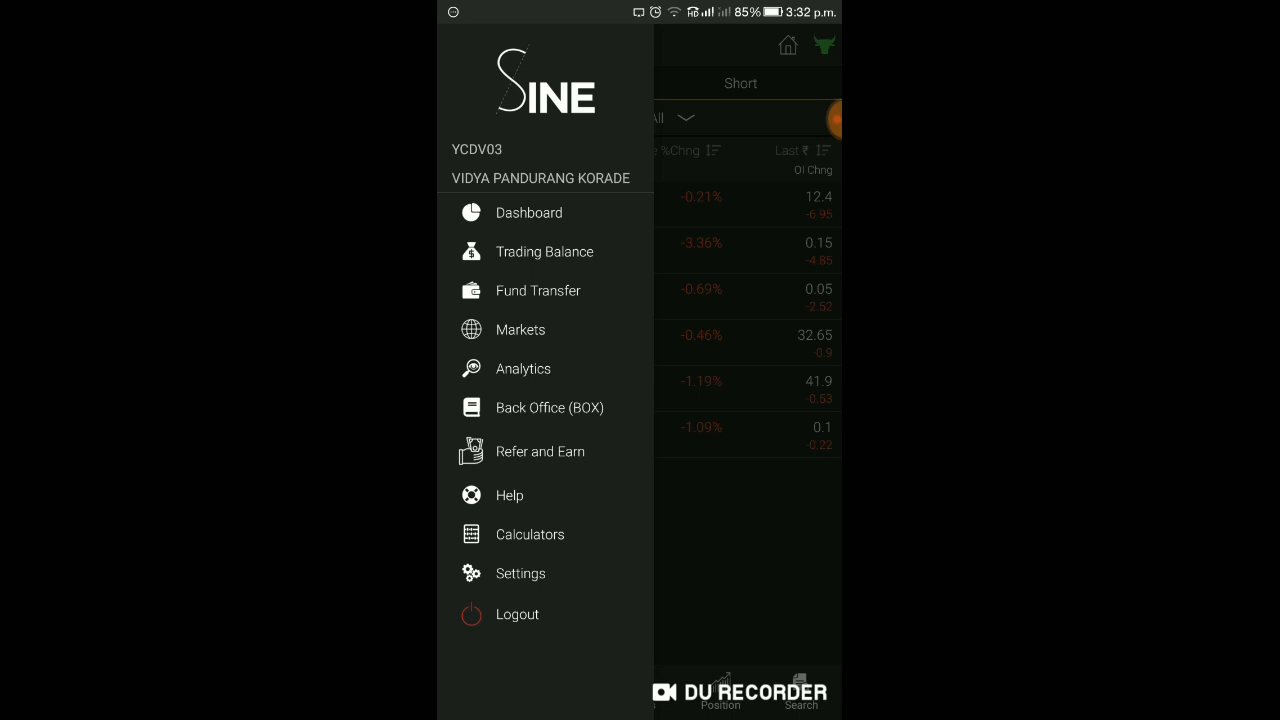 85% 3:32 p.m.
SINE
YCDV03
VIDYA PANDURANG KORADE
Dashboard
Trading Balance
Fund Transfer
Markets
Analytics
Back Office (BOX)
Refer and Earn
Help
Calculators
Settings
Logout
Short
All
%Chng Last ₹
OI Chng
-0.21% 12.4
-6.95
-3.36% 0.15
-4.85
-0.69% 0.05
-2.52
-0.46% 32.65
-0.9
-1.19% 41.9
-0.53
-1.09% 0.1
-0.22
DU RECORDER
Position Search